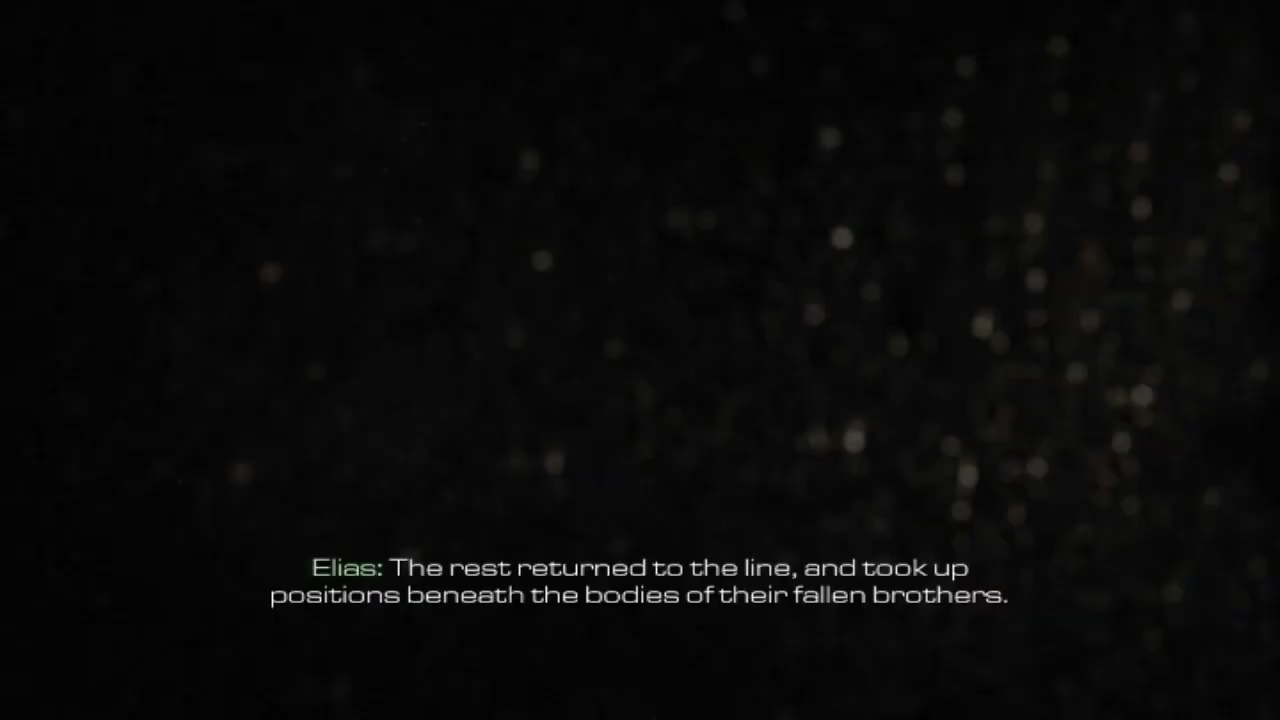 Elias: The rest returned to the line, and took up
positions beneath the bodies of their fallen brothers.